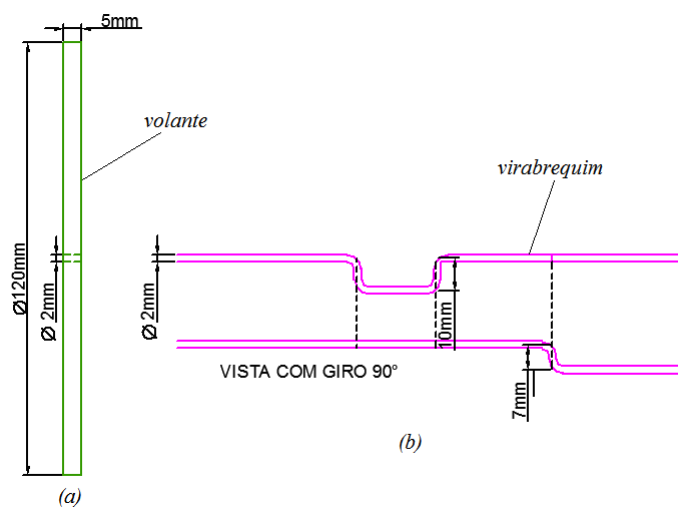 5mm
volante
virabrequim
Ø120mm
Ø 2mm
Ø 2mm
10mm
VISTA COM GIRO 90°
7mm
(b)
(a)